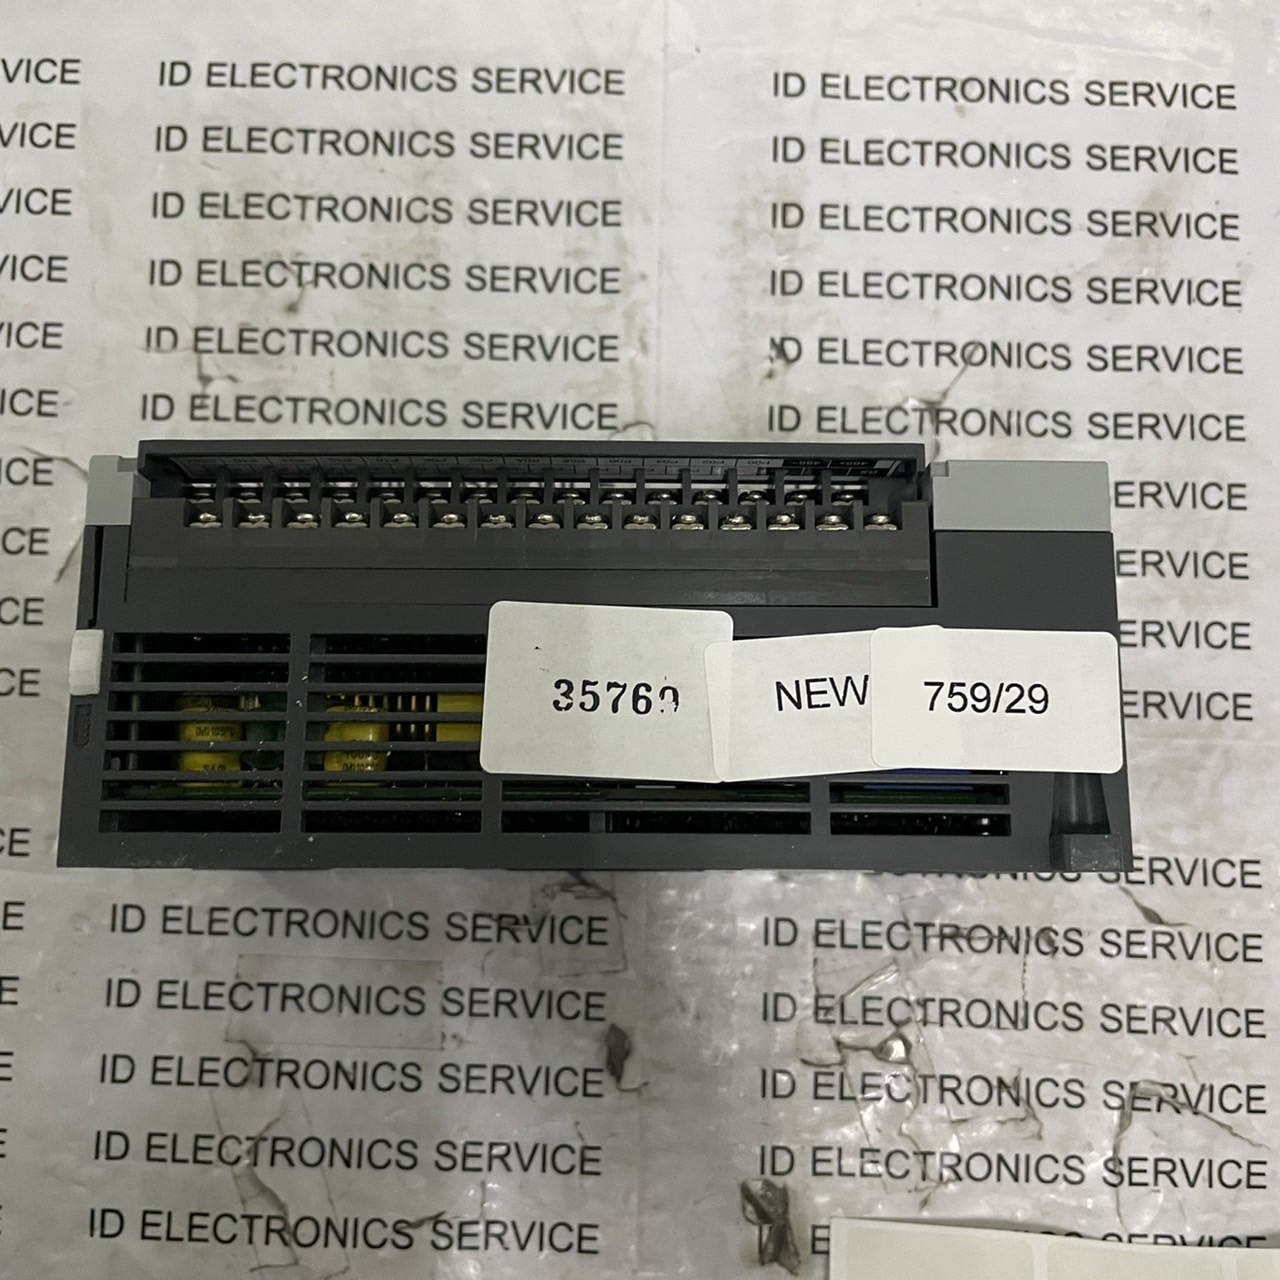 VICE ID ELECTRONICS SERVICE ID ELECTRONICS SERVICE
VICE ID ELECTRONICS SERVICE ID ELECTRONICS SERVICE
VICE ID ELECTRONICS SERVICE ID ELECTRONICS SERVICE
VICE ID ELECTRONICS SERVICE ID ELECTRONICS SERVICE
VICE ID ELECTRONICS SERVICE ID ELECTRONICS SERVICE
ICE ID ELECTRONICS SERVICE ID ELECTRONICS SERVICE
CE ERVICE
CE ERVICE
CE ERVICE
CE ERVICE
35769
NEW
759/29
CE SERVICE
E ID ELECTRONICS SERVICE ID ELECTRONICS SERVICE
E ID ELECTRONICS SERVICE ID ELECTRONICS SERVICE
E ID ELECTRONICS SERVICE ID ELECTRONICS SERVICE
E ID ELECTRONICS SERVICE ID ELECTRONICS SERVICE
ID ELECTRONICS SERVICE